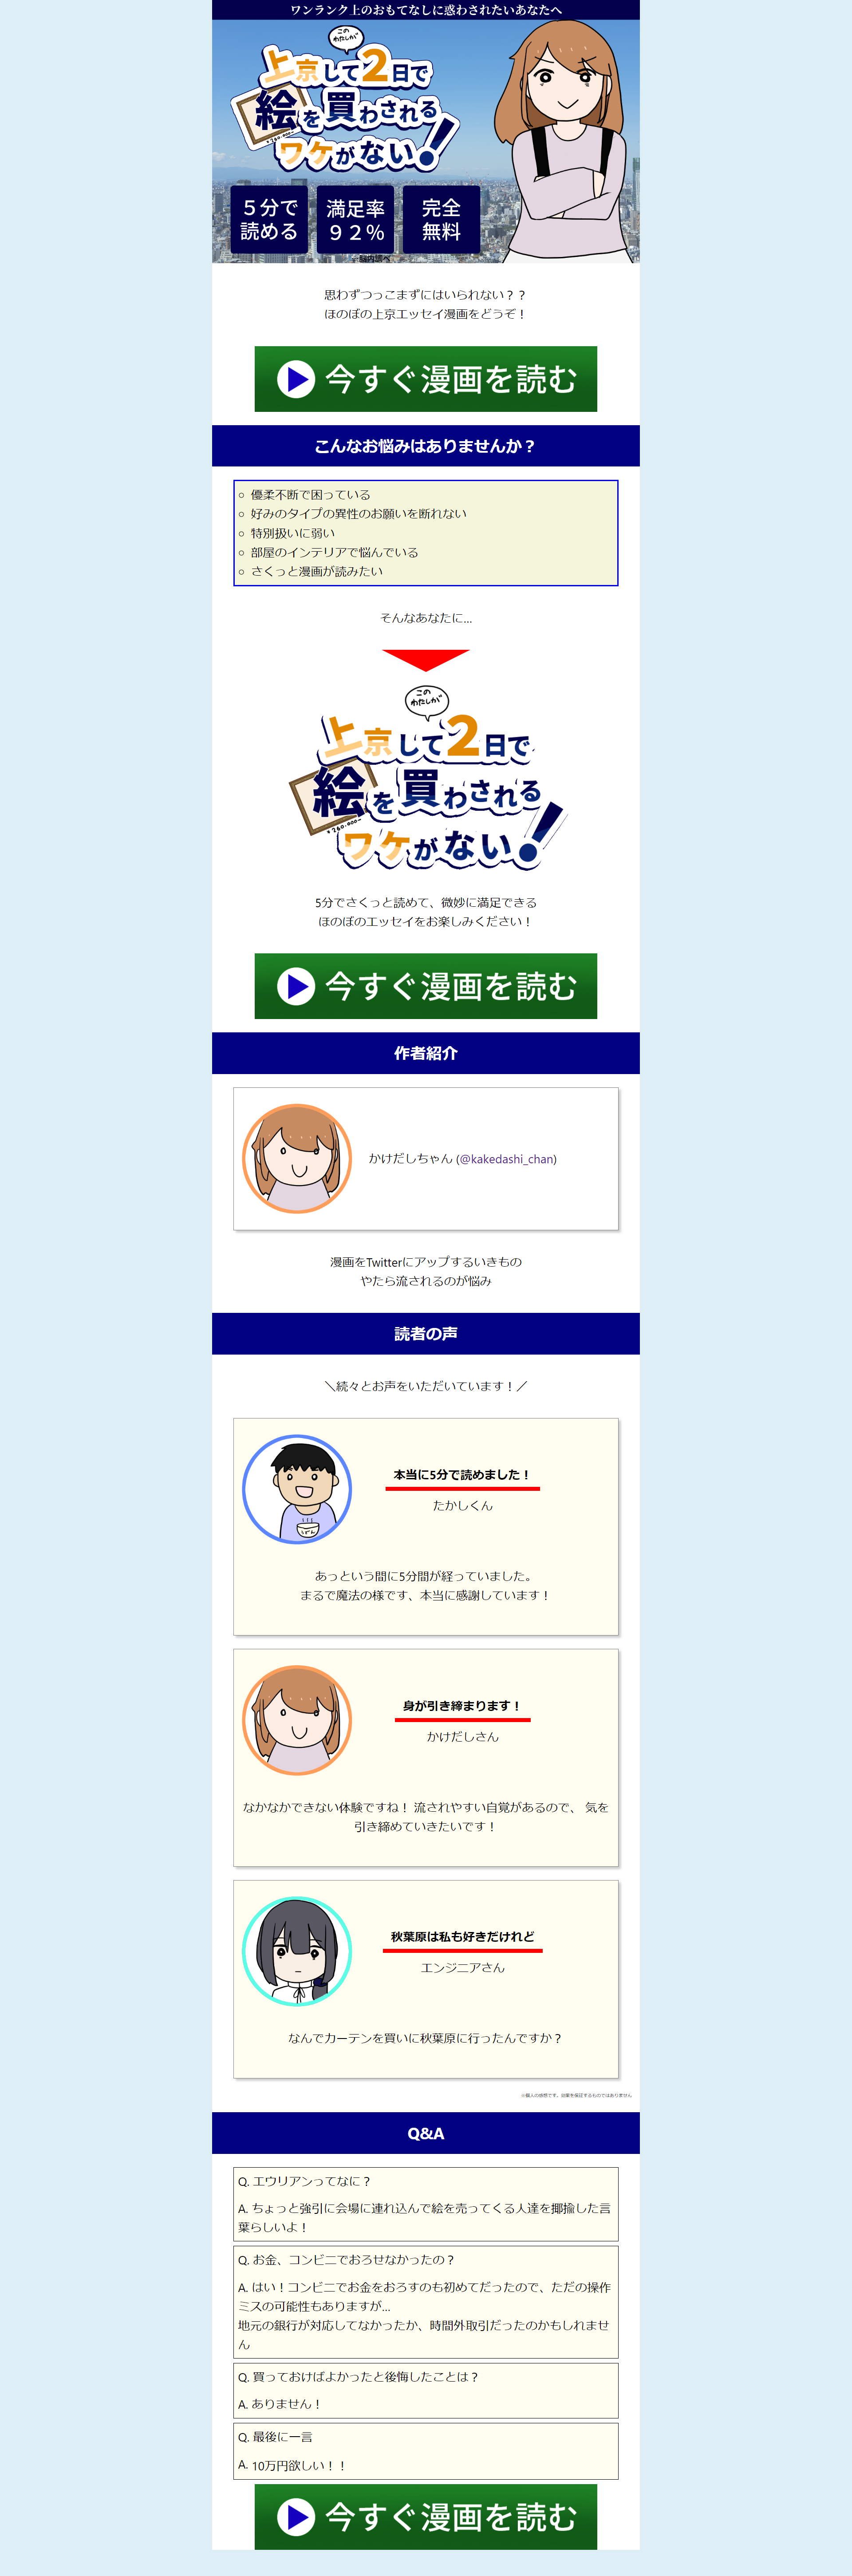 ワンランク上のおもてなしに惑わされたいあなたへ
この
わたしが
上京して2日で
絵を買わされる
¥260,000-
ワケがない!
５分で
読める
満足率
９２％
完全
無料
脳内調べ
思わずつっこまずにはいられない？？
ほのぼの上京エッセイ漫画をどうぞ！
今すぐ漫画を読む
こんなお悩みはありませんか？
優柔不断で困っている
好みのタイプの異性のお願いを断れない
特別扱いに弱い
部屋のインテリアで悩んでいる
さくっと漫画が読みたい
そんなあなたに...
この
わたしが
上京して2日で
絵を買わされる
¥260,000-
ワケがない!
5分でさくっと読めて、微妙に満足できる
ほのぼのエッセイをお楽しみください！
今すぐ漫画を読む
作者紹介
かけだしちゃん (@kakedashi_chan)
漫画をTwitterにアップするいきもの
やたら流されるのが悩み
読者の声
＼続々とお声をいただいています！／
本当に5分で読めました！
たかしくん
うどん
あっという間に5分間が経っていました。
まるで魔法の様です、本当に感謝しています！
身が引き締まります！
かけだしさん
なかなかできない体験ですね！ 流されやすい自覚があるので、 気を
引き締めていきたいです！
秋葉原は私も好きだけれど
エンジニアさん
なんでカーテンを買いに秋葉原に行ったんですか？
※個人の感想です。効果を保証するものではありません
Q&A
Q. エウリアンってなに？
A. ちょっと強引に会場に連れ込んで絵を売ってくる人達を揶揄した言
葉らしいよ！
Q. お金、コンビニでおろせなかったの？
A. はい！コンビニでお金をおろすのも初めてだったので、ただの操作
ミスの可能性もありますが...
地元の銀行が対応してなかったか、時間外取引だったのかもしれませ
ん
Q. 買っておけばよかったと後悔したことは？
A. ありません！
Q. 最後に一言
A. 10万円欲しい！！
今すぐ漫画を読む